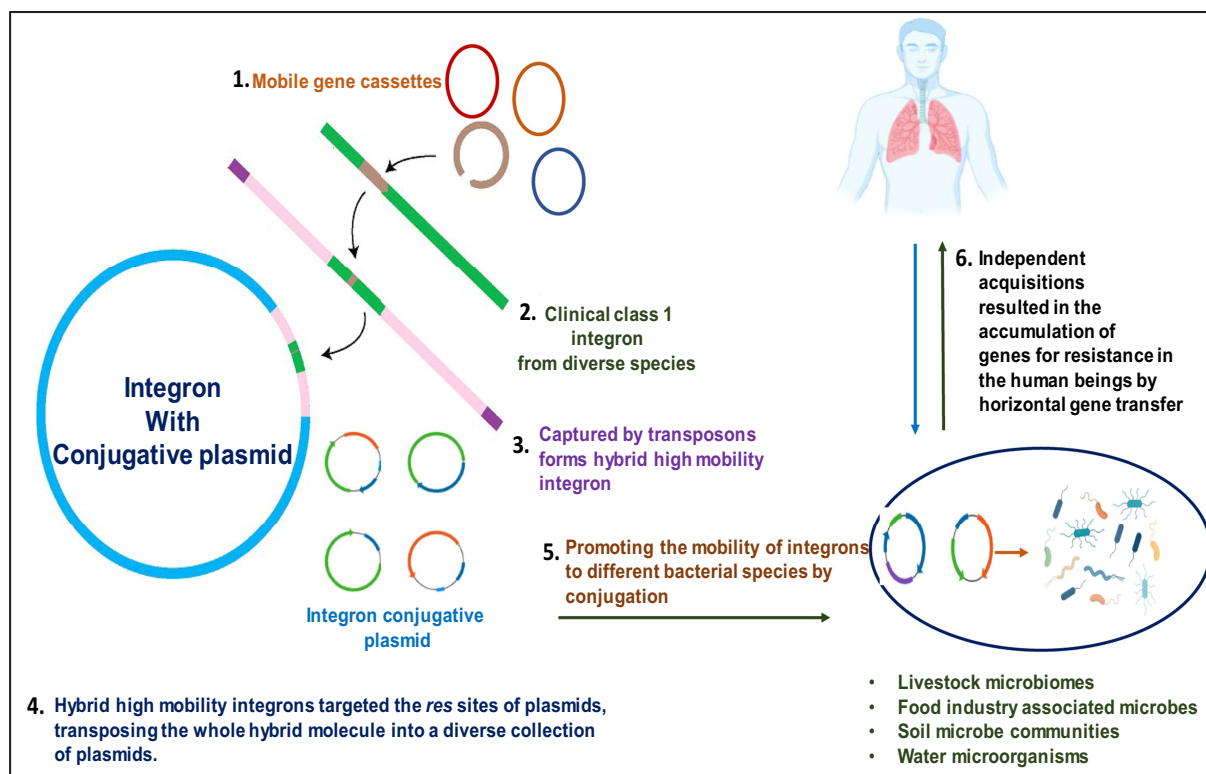 1. Mobile gene cassettes
2. Clinical class 1
integron
from diverse species
3. Captured by transposons
forms hybrid high mobility
integron
Integron
With
Conjugative plasmid
Integron conjugative
plasmid
4. Hybrid high mobility integrons targeted the res sites of plasmids,
transposing the whole hybrid molecule into a diverse collection
of plasmids.
5. Promoting the mobility of integrons
to different bacterial species by
conjugation
6. Independent
acquisitions
resulted in the
accumulation of
genes for resistance in
the human beings by
horizontal gene transfer
• Livestock microbiomes
• Food industry associated microbes
• Soil microbe communities
• Water microorganisms